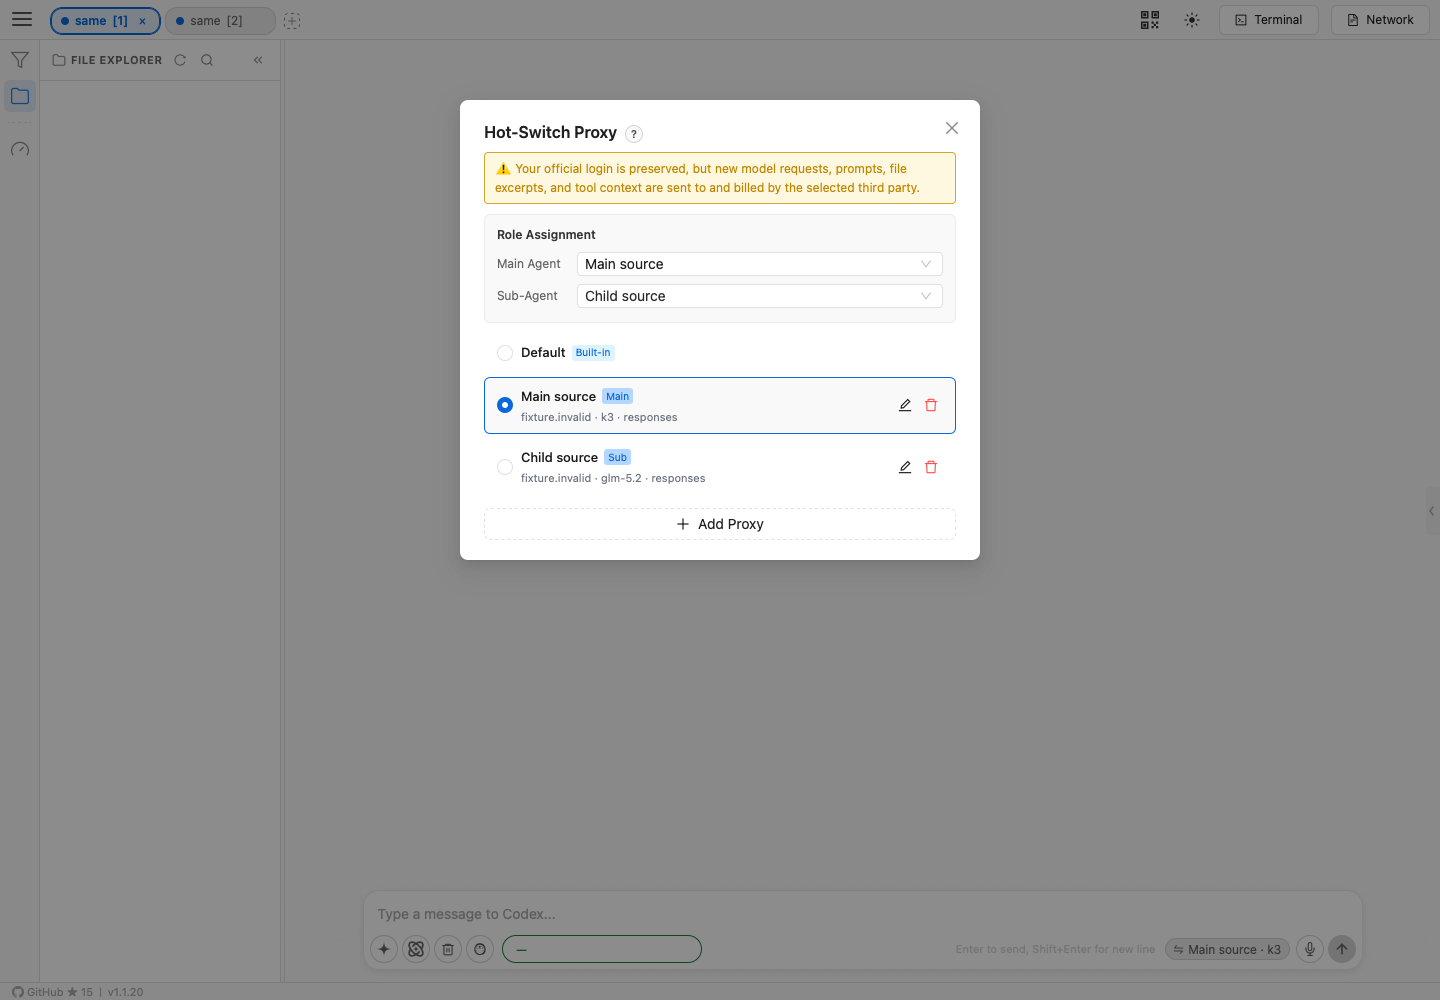 same [1] ×
same [2]
Terminal
Network
FILE EXPLORER
Hot-Switch Proxy ?
⚠ Your official login is preserved, but new model requests, prompts, file
excerpts, and tool context are sent to and billed by the selected third party.
Role Assignment
Main Agent
Main source
Sub-Agent
Child source
Default Built-in
Main source Main
fixture.invalid · k3 · responses
Child source Sub
fixture.invalid · glm-5.2 · responses
+ Add Proxy
Type a message to Codex...
—
Enter to send, Shift+Enter for new line
Main source · k3
GitHub ★ 15 | v1.1.20